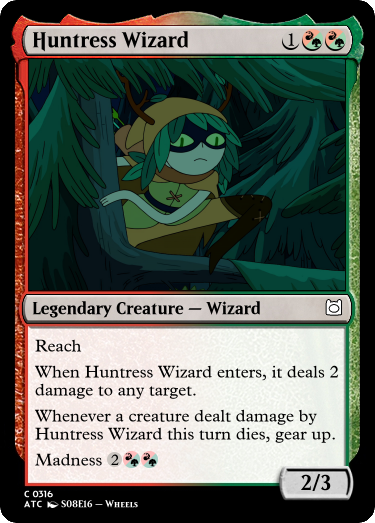 Huntress Wizard 1
Legendary Creature — Wizard
Reach
When Huntress Wizard enters, it deals 2
damage to any target.
Whenever a creature dealt damage by
Huntress Wizard this turn dies, gear up.
Madness 2
2/3
C 0316
ATC S08E16 — Wheels